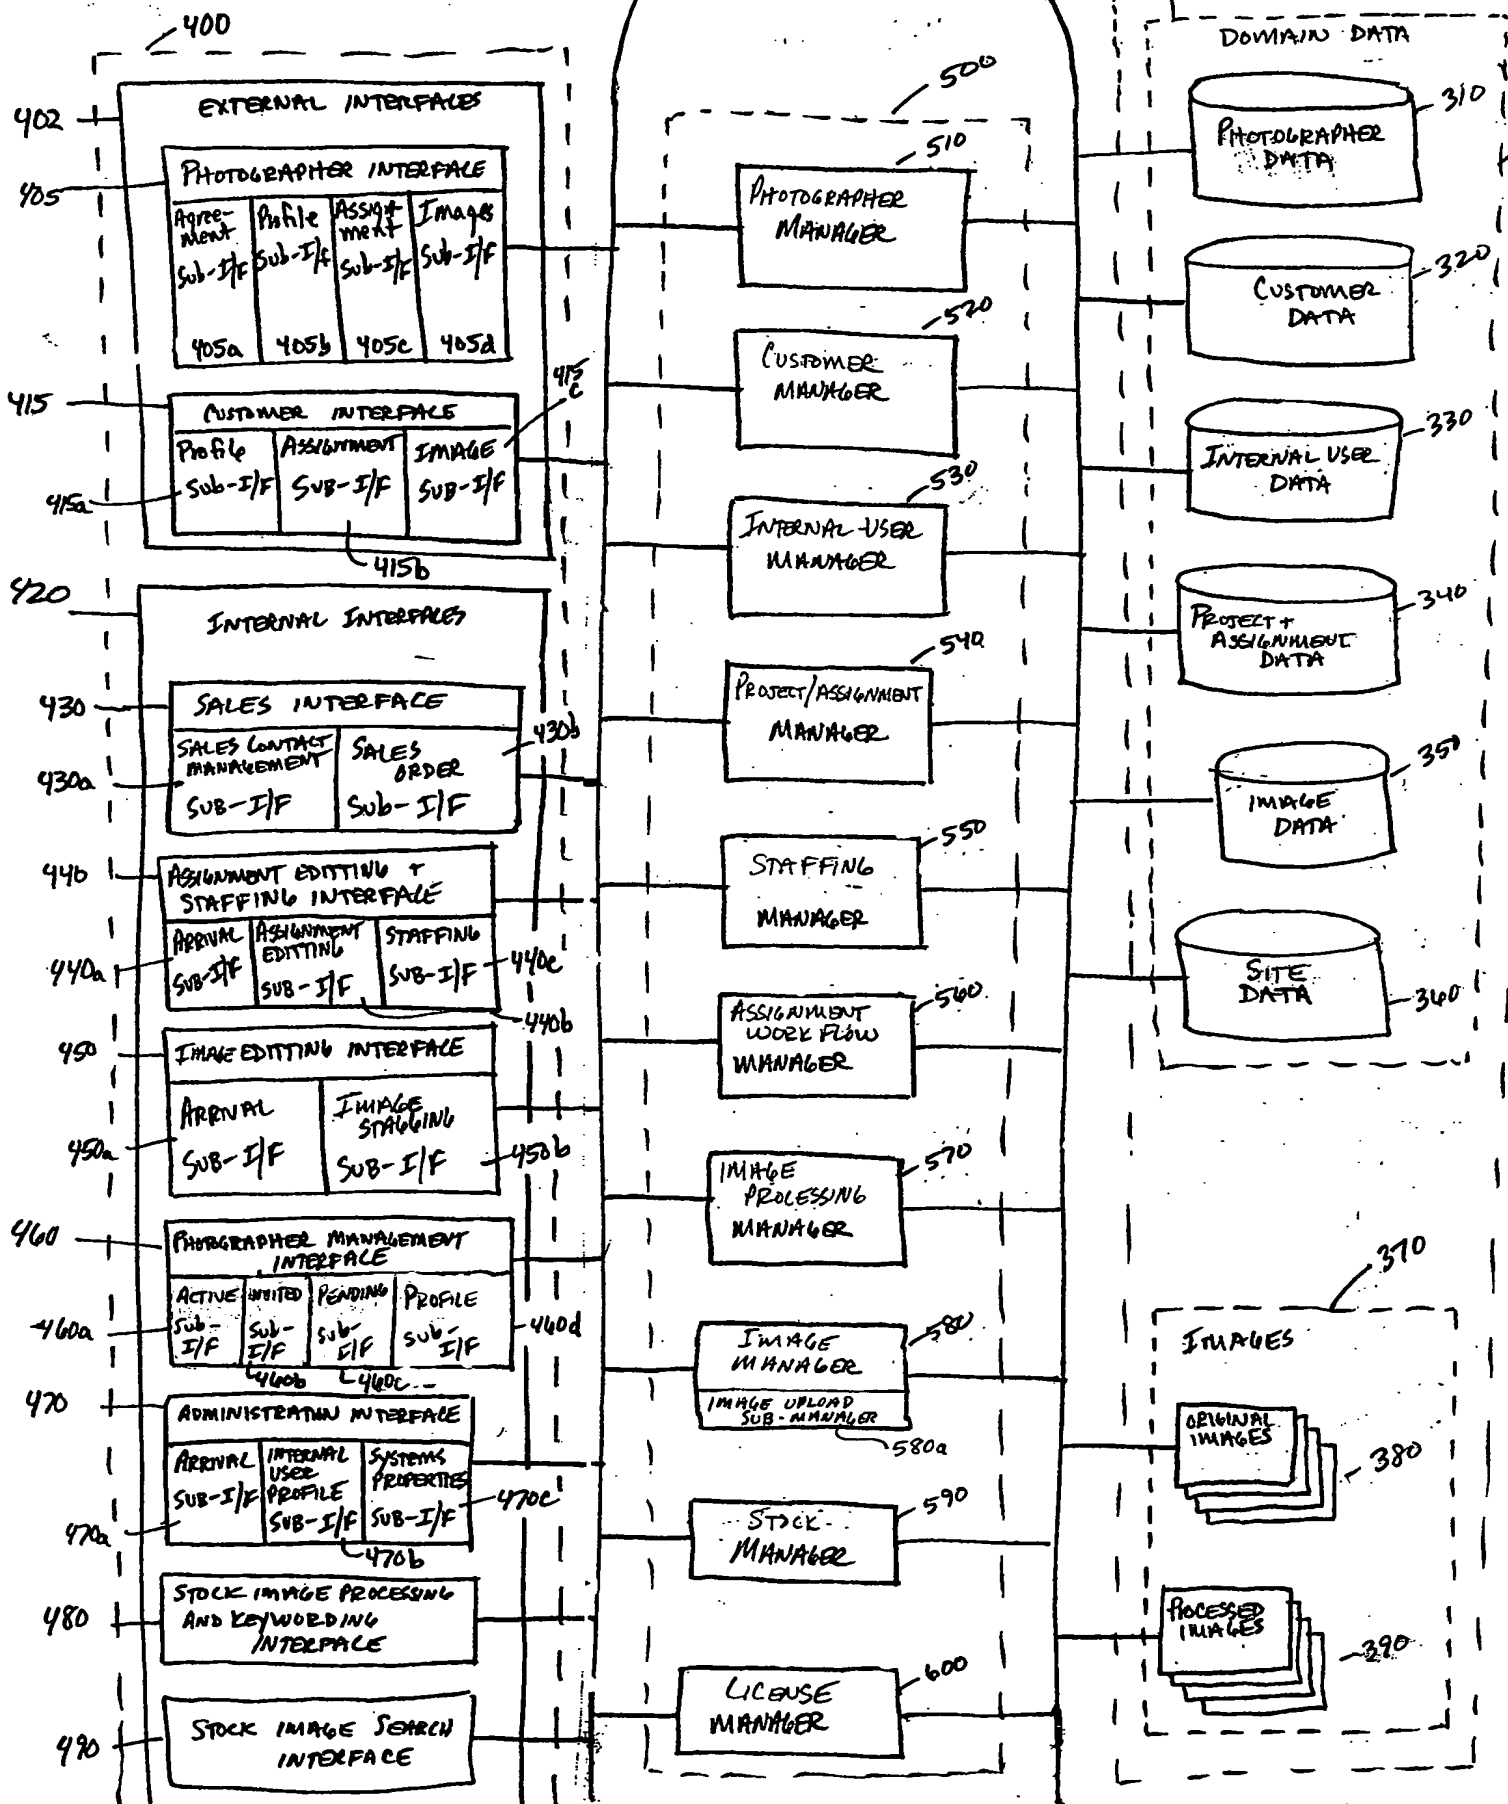 400
402
EXTERNAL INTERFACES
405
PHOTOGRAPHER INTERFACE
Agree-
ment
Sub-I/F
405a
Profile
Sub-I/f
405b
Assign-
ment
Sub-I/F
405c
Images
Sub-I/F
405d
415
CUSTOMER INTERFACE
415
c
Profile
Sub-I/F
415a
ASSIGNMENT
SUB-I/F
415b
IMAGE
SUB-I/F
420
INTERNAL INTERFACES
430
SALES INTERFACE
SALES CONTACT
MANAGEMENT
SUB-I/F
430a
SALES
ORDER
Sub-I/F
430b
440
ASSIGNMENT EDITTING +
STAFFING INTERFACE
ARRIVAL
SUB-I/F
440a
ASSIGNMENT
EDITTING
SUB-I/F
440b
STAFFING
SUB-I/F
440c
450
IMAGE EDITTING INTERFACE
ARRIVAL
SUB-I/F
450a
IMAGE
STAGGING
SUB-I/F
450b
460
PHOTOGRAPHER MANAGEMENT
INTERFACE
ACTIVE
Sub-
I/F
460a
INVITED
Sub-
I/F
460b
PENDING
Sub-
I/F
460c
PROFILE
Sub-
I/F
460d
470
ADMINISTRATION INTERFACE
ARRIVAL
SUB-I/F
470a
INTERNAL
USER
PROFILE
SUB-I/F
470b
SYSTEMS
PROPERTIES
SUB-I/F
470c
480
STOCK IMAGE PROCESSING
AND KEYWORDING
INTERFACE
490
STOCK IMAGE SEARCH
INTERFACE
500
510
PHOTOGRAPHER
MANAGER
520
CUSTOMER
MANAGER
530
INTERNAL-USER
MANAGER
540
PROJECT/ASSIGNMENT
MANAGER
550
STAFFING
MANAGER
560
ASSIGNMENT
WORK FLOW
MANAGER
570
IMAGE
PROCESSING
MANAGER
580
IMAGE
MANAGER
IMAGE UPLOAD
SUB-MANAGER
580a
590
STOCK
MANAGER
600
LICENSE
MANAGER
DOMAIN DATA
310
PHOTOGRAPHER
DATA
320
CUSTOMER
DATA
330
INTERNAL USER
DATA
340
PROJECT +
ASSIGNMENT
DATA
350
IMAGE
DATA
SITE
DATA
360
370
IMAGES
ORIGINAL
IMAGES
380
PROCESSED
IMAGES
390